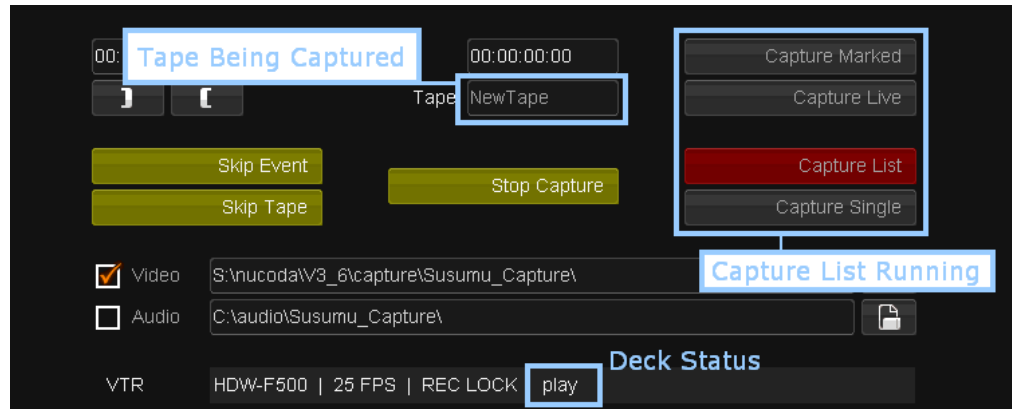 00:
Tape Being Captured
00:00:00:00
Capture Marked
Tape
NewTape
Capture Live
Skip Event
Stop Capture
Capture List
Skip Tape
Capture Single
Video
S:\nucoda\V3_6\capture\Susumu_Capture\
Capture List Running
Audio
C:\audio\Susumu_Capture\
Deck Status
VTR
HDW-F500 | 25 FPS | REC LOCK
play